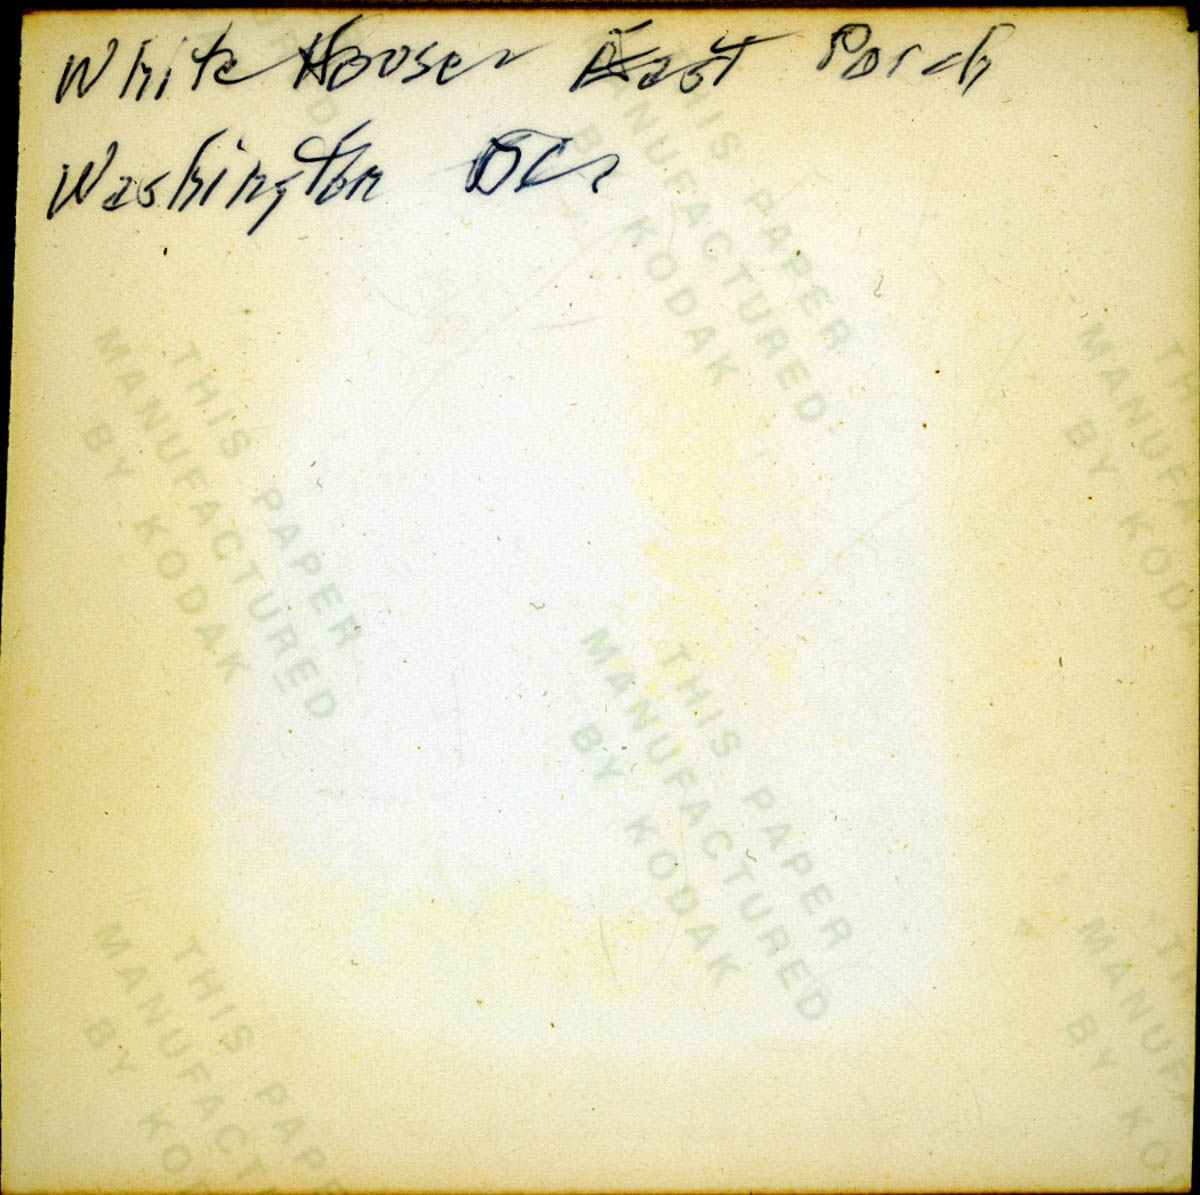 White House East Porch
Washington DC
THIS PAPER
MANUFACTURED
BY KODAK
THIS PAPER
MANUFACTURED
BY KODAK
THIS PAPER
MANUFACTURED
BY KODAK